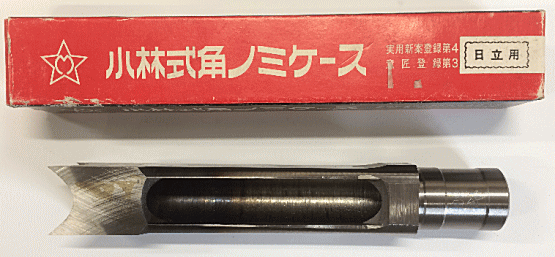 小林式角ノミケース
実用新案登録第4
意匠登録第3
日立用